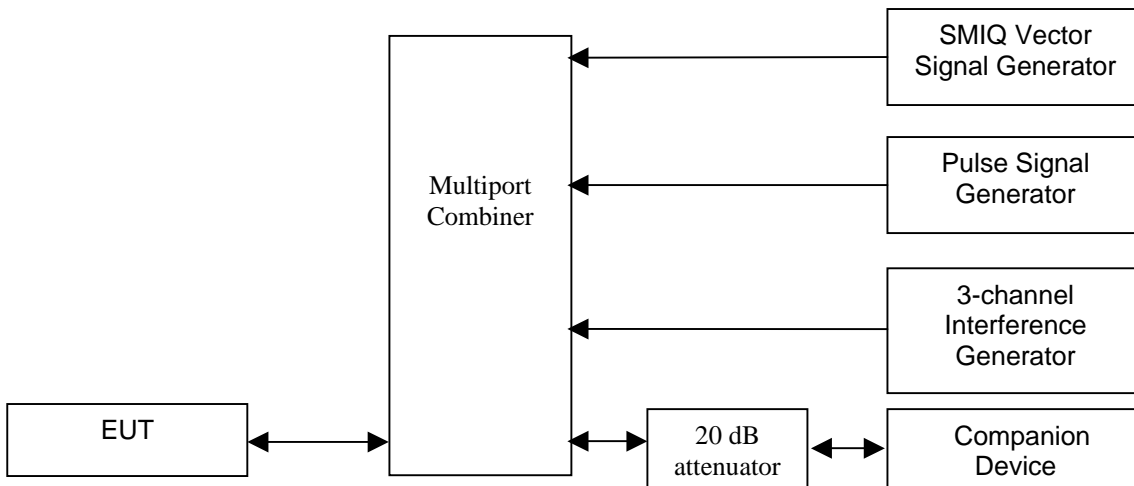 SMIQ Vector
Signal Generator
Pulse Signal
Generator
Multiport
Combiner
3-channel
Interference
Generator
EUT
20 dB
attenuator
Companion
Device